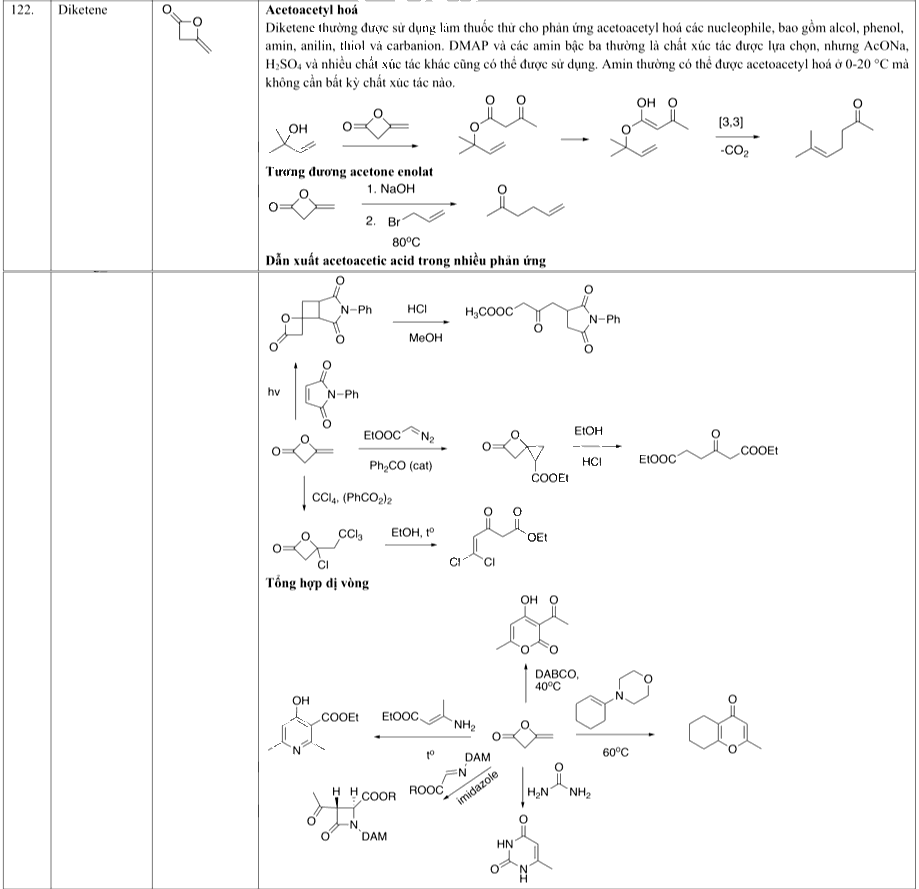 122.
Diketene
Acetoacetyl hoá
Diketene thường được sử dụng làm thuốc thử cho phản ứng acetoacetyl hoá các nucleophile, bao gồm alcol, phenol,
amin, anilin, thiol và carbanion. DMAP và các amin bậc ba thường là chất xúc tác được lựa chọn, nhưng AcONa,
H₂SO₄ và nhiều chất xúc tác khác cũng có thể được sử dụng. Amin thường có thể được acetoacetyl hoá ở 0-20 °C mà
không cần bất kỳ chất xúc tác nào.
O
O
OH
O
O
O
O
O
OH O
O
[3,3]
-CO₂
O
Tương đương acetone enolat
O
O
1. NaOH
2. Br
80ºC
O
Dẫn xuất acetoacetic acid trong nhiều phản ứng
O
O
O
N-Ph
O
HCl
MeOH
H₃COOC
O
O
N-Ph
O
hv
O
N-Ph
O
O
O
EtOOC
N₂
Ph₂CO (cat)
O
O
COOEt
EtOH
HCl
EtOOC
O
COOEt
CCl₄, (PhCO₂)₂
O
O
CCl₃
Cl
EtOH, tº
O
O
OEt
Cl
Cl
Tổng hợp dị vòng
OH O
O
O
DABCO,
40ºC
N
O
60ºC
O
O
OH
COOEt
N
EtOOC
NH₂
tº
O
O
DAM
N
ROOC
imidazole
H H
COOR
O
O
N
DAM
O
H₂N
NH₂
O
HN
O
N
H